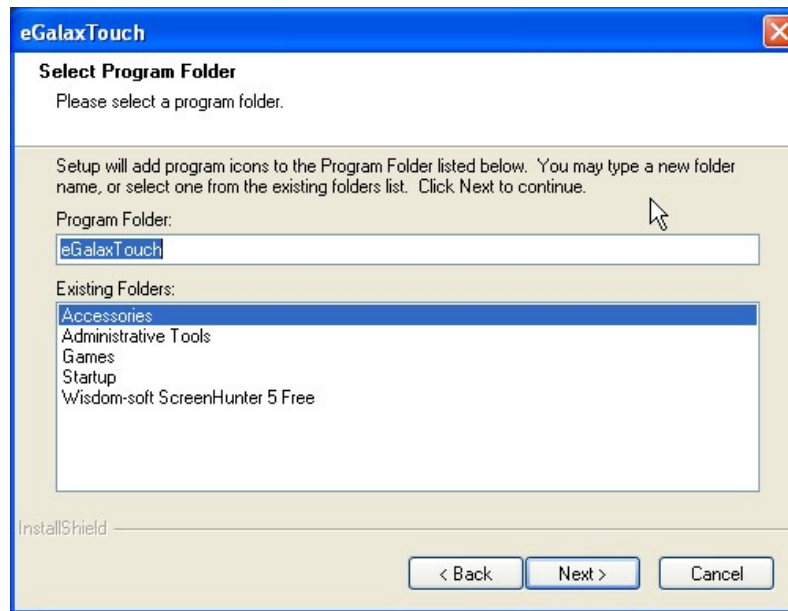 eGalaxTouch
Select Program Folder
Please select a program folder.
Setup will add program icons to the Program Folder listed below. You may type a new folder
name, or select one from the existing folders list. Click Next to continue.
Program Folder:
eGalaxTouch
Existing Folders:
Accessories
Administrative Tools
Games
Startup
Wisdom-soft ScreenHunter 5 Free
InstallShield
< Back Next > Cancel